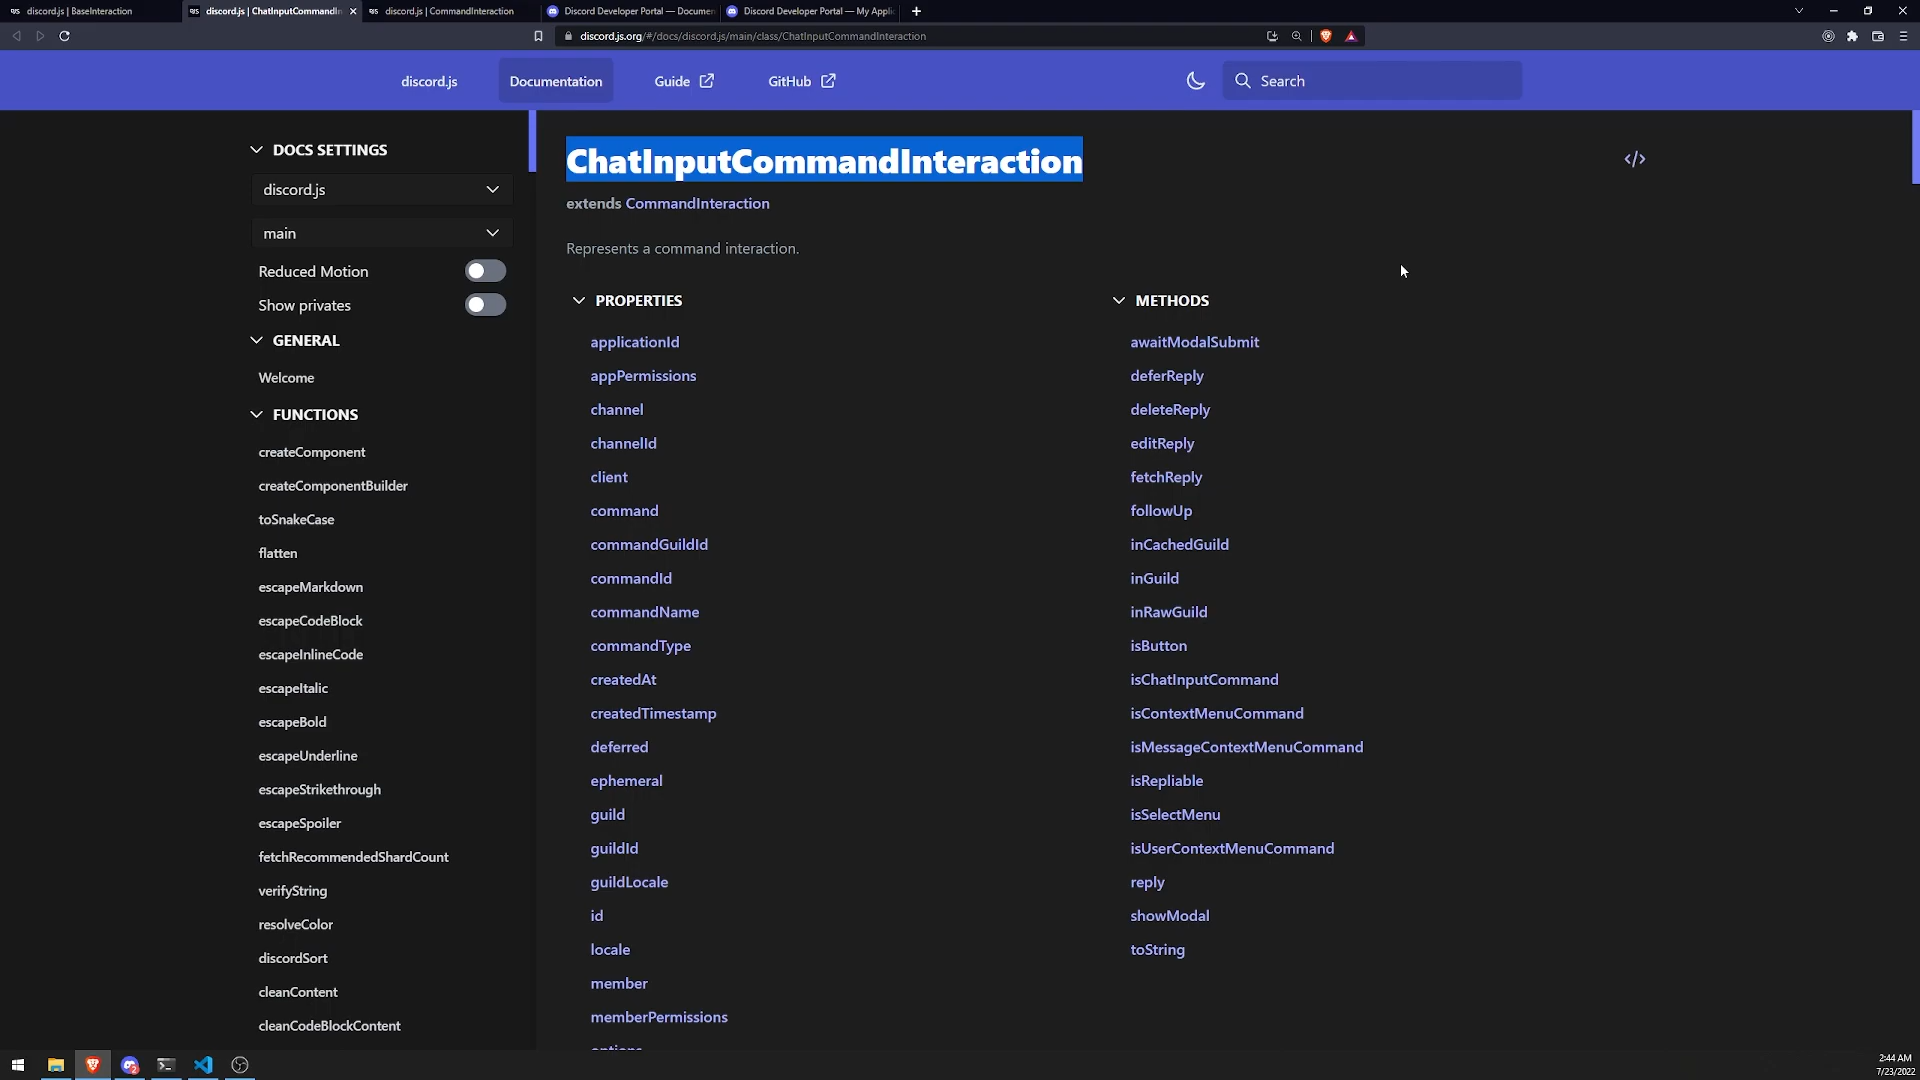 discord.js | BaseInteraction
discord.js | ChatInputCommandIn
discord.js | CommandInteraction
Discord Developer Portal — Documen
Discord Developer Portal — My Applic
discord.js.org/#/docs/discord.js/main/class/ChatInputCommandInteraction
discord.js
Documentation
Guide
GitHub
Search
DOCS SETTINGS
discord.js
main
Reduced Motion
Show privates
GENERAL
Welcome
FUNCTIONS
createComponent
createComponentBuilder
toSnakeCase
flatten
escapeMarkdown
escapeCodeBlock
escapeInlineCode
escapeItalic
escapeBold
escapeUnderline
escapeStrikethrough
escapeSpoiler
fetchRecommendedShardCount
verifyString
resolveColor
discordSort
cleanContent
cleanCodeBlockContent
ChatInputCommandInteraction
extends CommandInteraction
Represents a command interaction.
PROPERTIES
applicationId
appPermissions
channel
channelId
client
command
commandGuildId
commandId
commandName
commandType
createdAt
createdTimestamp
deferred
ephemeral
guild
guildId
guildLocale
id
locale
member
memberPermissions
options
METHODS
awaitModalSubmit
deferReply
deleteReply
editReply
fetchReply
followUp
inCachedGuild
inGuild
inRawGuild
isButton
isChatInputCommand
isContextMenuCommand
isMessageContextMenuCommand
isRepliable
isSelectMenu
isUserContextMenuCommand
reply
showModal
toString
2:44 AM
7/23/2022